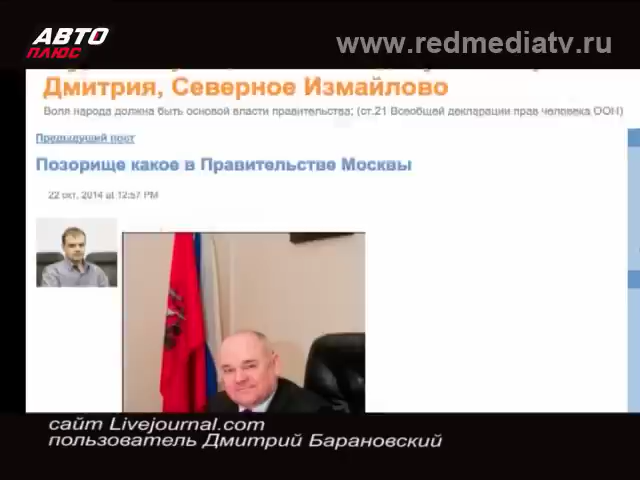 АВТО
ПЛЮС
www.redmediatv.ru
Дмитрия, Северное Измайлово
Воля народа должна быть основой власти правительства; (ст.21 Всеобщей декларации прав человека ООН)
Предыдущий пост
Позорище какое в Правительстве Москвы
22 окт, 2014 at 12:57 PM
сайт Livejournal.com
пользователь Дмитрий Барановский